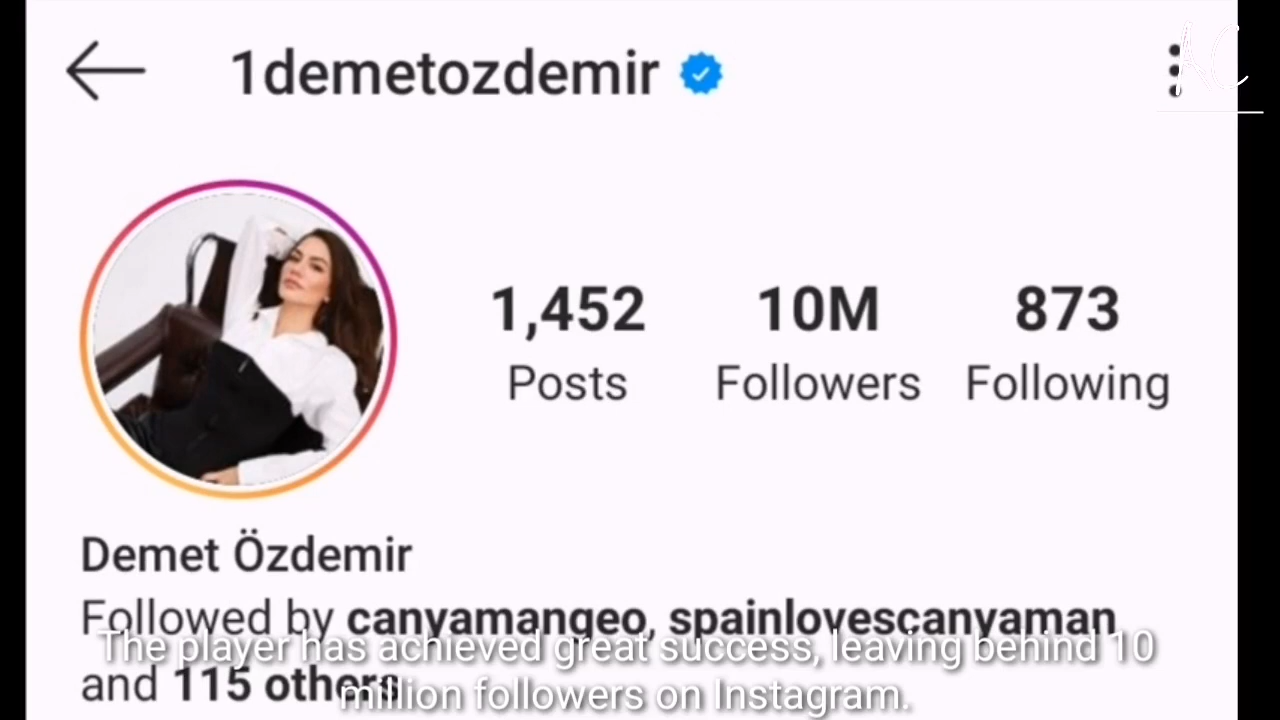 1demetozdemir
AC
1,452 10M 873
Posts Followers Following
Demet Özdemir
Followed by canyamangeo, spainlovescanyaman
and 115 others
The player has achieved great success, leaving behind 10
million followers on Instagram.